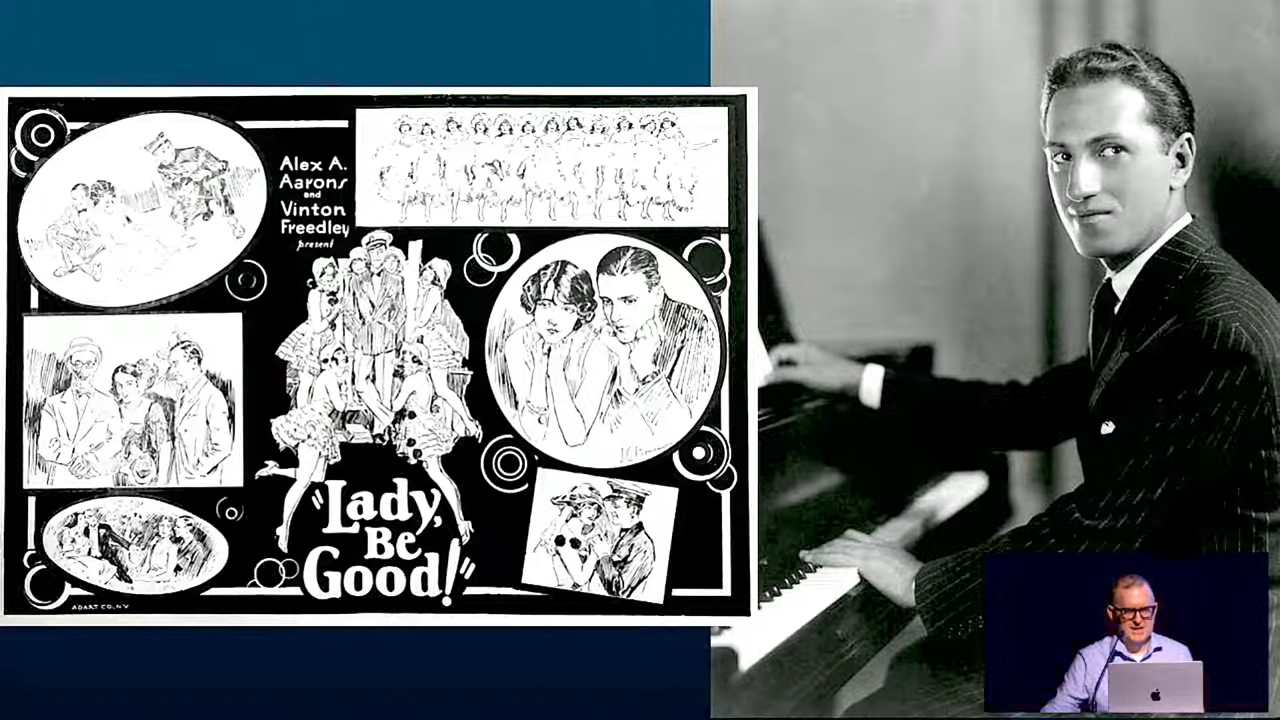 Alex A.
Aarons
and
Vinton
Freedley
present
"Lady,
Be
Good!"
ADART CO., N.Y.